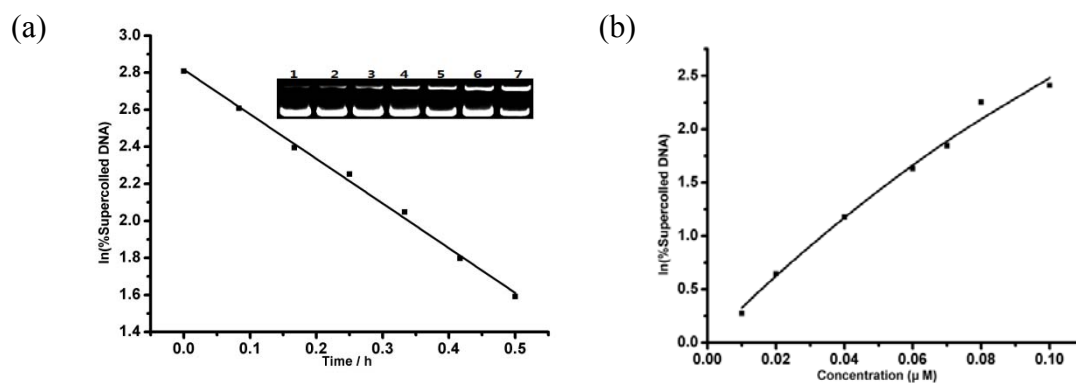 (a)
ln(%Supercolled DNA)
3.0
2.8
2.6
2.4
2.2
2.0
1.8
1.6
1.4
1 2 3 4 5 6 7
0.0 0.1 0.2 0.3 0.4 0.5
Time / h
(b)
ln(%Supercolled DNA)
2.5
2.0
1.5
1.0
0.5
0.0
0.00 0.02 0.04 0.06 0.08 0.10
Concentration (μ M)